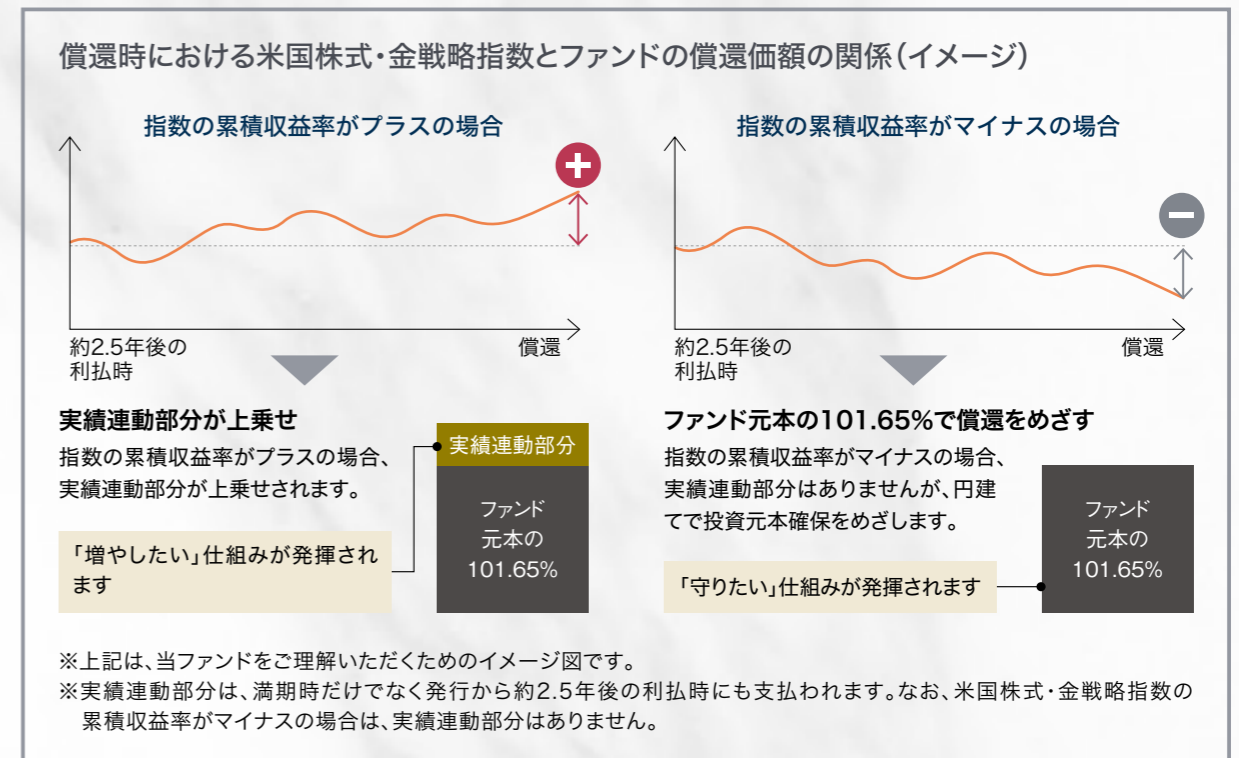 償還時における米国株式・金戦略指数とファンドの償還価額の関係(イメージ)
指数の累積収益率がプラスの場合
約2.5年後の
利払時
償還
実績連動部分が上乗せ
指数の累積収益率がプラスの場合、
実績連動部分が上乗せされます。
「増やしたい」仕組みが発揮され
ます
実績連動部分
ファンド
元本の
101.65%
指数の累積収益率がマイナスの場合
約2.5年後の
利払時
償還
ファンド元本の101.65%で償還をめざす
指数の累積収益率がマイナスの場合、
実績連動部分はありませんが、円建
てで投資元本確保をめざします。
「守りたい」仕組みが発揮されます
ファンド
元本の
101.65%
※上記は、当ファンドをご理解いただくためのイメージ図です。
※実績連動部分は、満期時だけでなく発行から約2.5年後の利払時にも支払われます。なお、米国株式・金戦略指数の
累積収益率がマイナスの場合は、実績連動部分はありません。